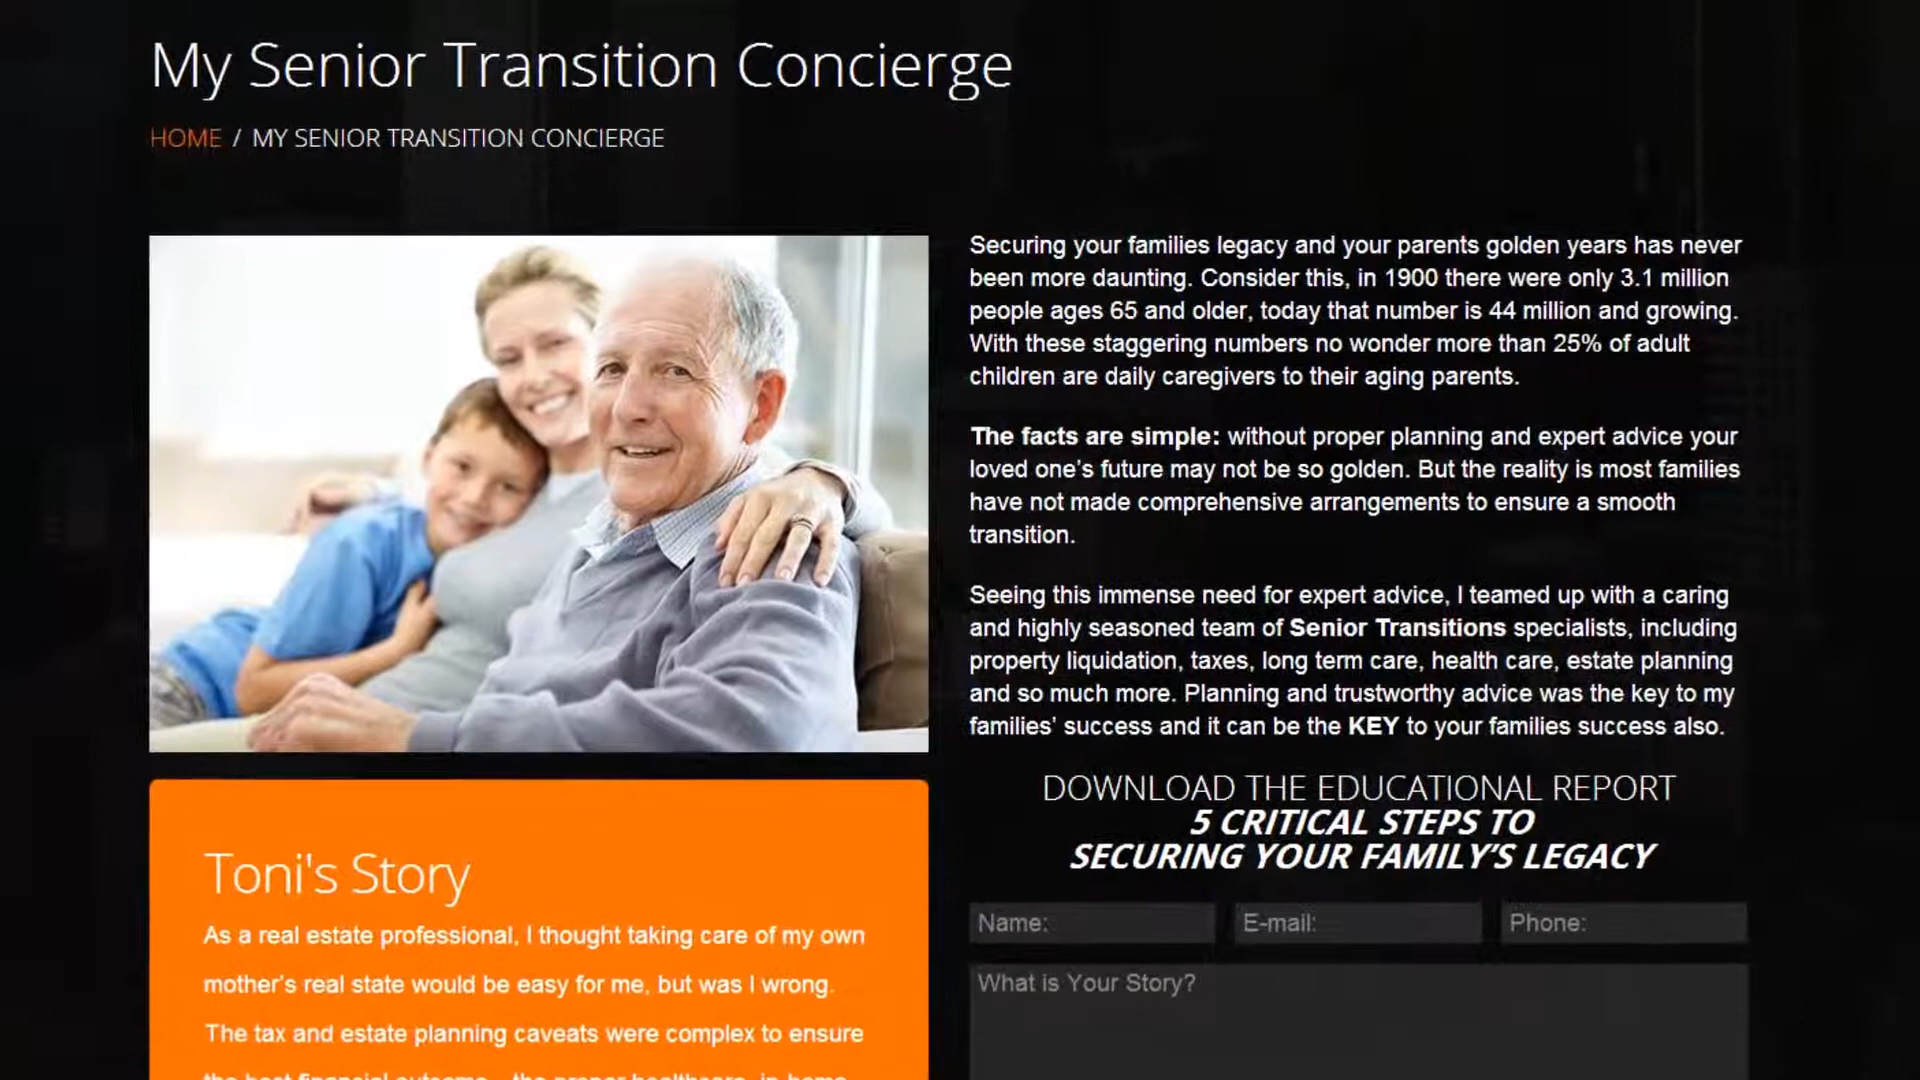 My Senior Transition Concierge
HOME / MY SENIOR TRANSITION CONCIERGE
Securing your families legacy and your parents golden years has never
been more daunting. Consider this, in 1900 there were only 3.1 million
people ages 65 and older, today that number is 44 million and growing.
With these staggering numbers no wonder more than 25% of adult
children are daily caregivers to their aging parents.
The facts are simple: without proper planning and expert advice your
loved one's future may not be so golden. But the reality is most families
have not made comprehensive arrangements to ensure a smooth
transition.
Seeing this immense need for expert advice, I teamed up with a caring
and highly seasoned team of Senior Transitions specialists, including
property liquidation, taxes, long term care, health care, estate planning
and so much more. Planning and trustworthy advice was the key to my
families' success and it can be the KEY to your families success also.
DOWNLOAD THE EDUCATIONAL REPORT
5 CRITICAL STEPS TO
SECURING YOUR FAMILY'S LEGACY
Name:
E-mail:
Phone:
What is Your Story?
Toni's Story
As a real estate professional, I thought taking care of my own
mother's real state would be easy for me, but was I wrong.
The tax and estate planning caveats were complex to ensure